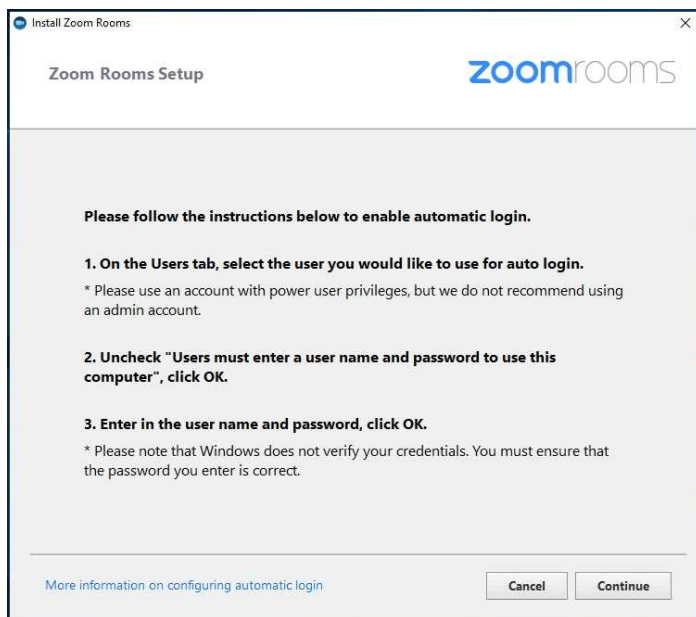 Install Zoom Rooms
Zoom Rooms Setup
zoomrooms
Please follow the instructions below to enable automatic login.
1. On the Users tab, select the user you would like to use for auto login.
* Please use an account with power user privileges, but we do not recommend using
an admin account.
2. Uncheck "Users must enter a user name and password to use this
computer", click OK.
3. Enter in the user name and password, click OK.
* Please note that Windows does not verify your credentials. You must ensure that
the password you enter is correct.
More information on configuring automatic login
Cancel
Continue